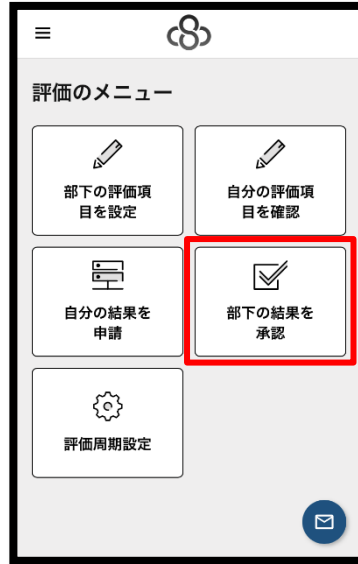 評価のメニュー
部下の評価項
目を設定
自分の評価項
目を確認
自分の結果を
申請
部下の結果を
承認
評価周期設定